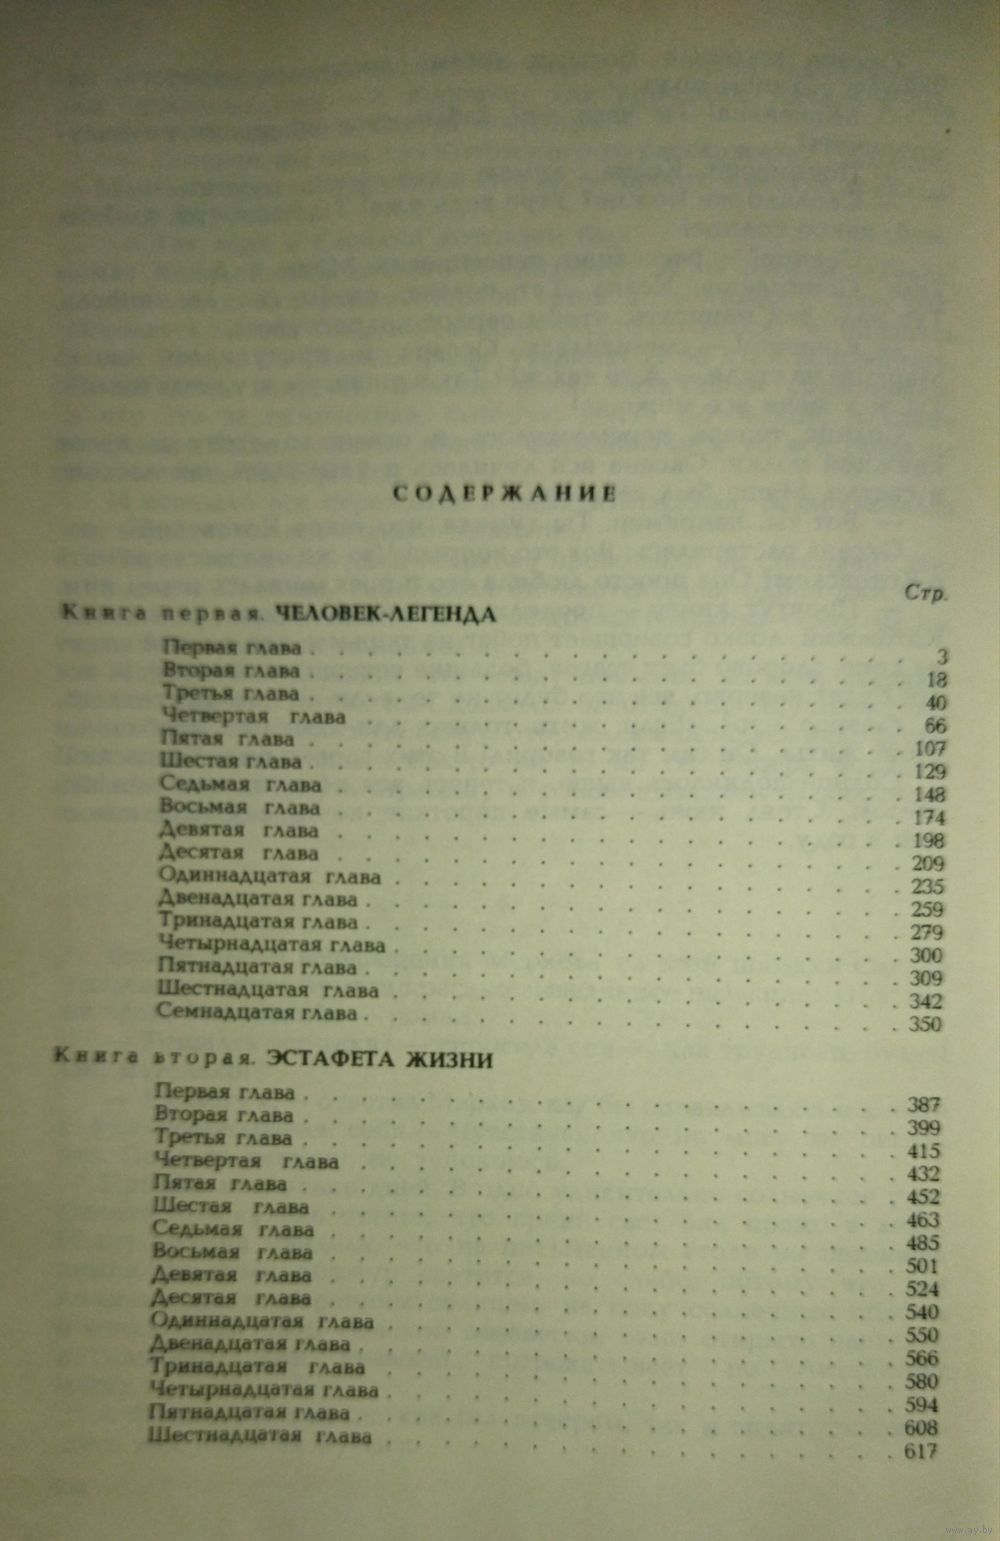 СОДЕРЖАНИЕ
Стр.
Книга первая. ЧЕЛОВЕК-ЛЕГЕНДА
Первая глава . . . 3
Вторая глава . . . 18
Третья глава . . . 40
Четвертая глава . . . 66
Пятая глава . . . 107
Шестая глава . . . 129
Седьмая глава . . . 148
Восьмая глава . . . 174
Девятая глава . . . 198
Десятая глава . . . 209
Одиннадцатая глава . . . 235
Двенадцатая глава . . . 259
Тринадцатая глава . . . 279
Четырнадцатая глава . . . 300
Пятнадцатая глава . . . 309
Шестнадцатая глава . . . 342
Семнадцатая глава . . . 350
Книга вторая. ЭСТАФЕТА ЖИЗНИ
Первая глава . . . 387
Вторая глава . . . 399
Третья глава . . . 415
Четвертая глава . . . 432
Пятая глава . . . 452
Шестая глава . . . 463
Седьмая глава . . . 485
Восьмая глава . . . 501
Девятая глава . . . 524
Десятая глава . . . 540
Одиннадцатая глава . . . 550
Двенадцатая глава . . . 566
Тринадцатая глава . . . 580
Четырнадцатая глава . . . 594
Пятнадцатая глава . . . 608
Шестнадцатая глава . . . 617
www.ay.by